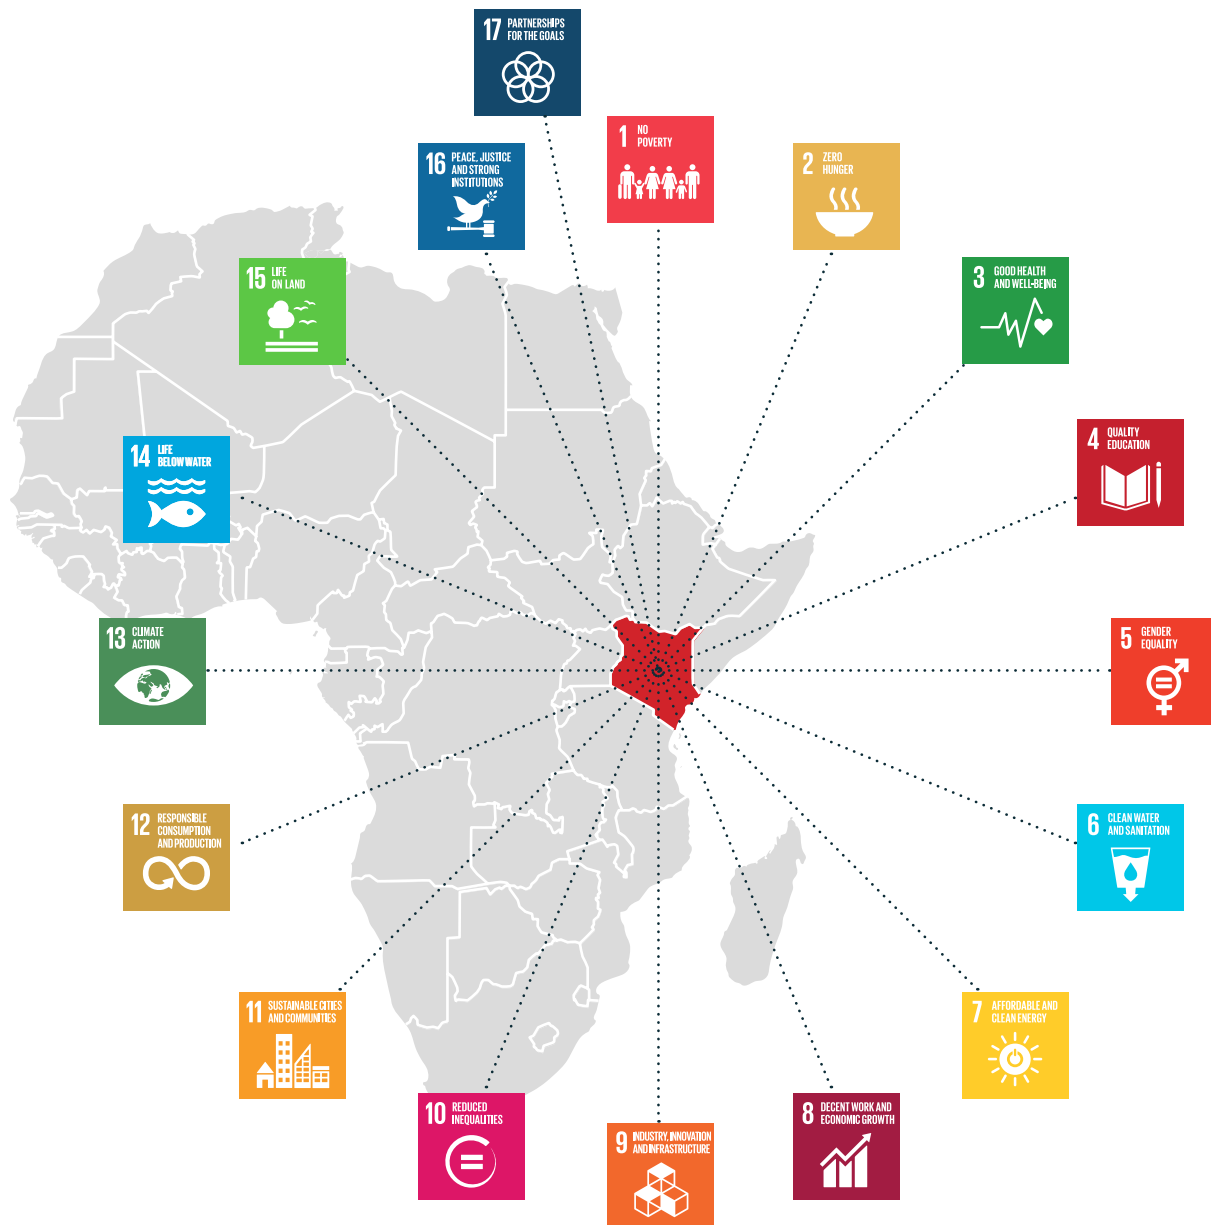 17 PARTNERSHIPS
FOR THE GOALS
1 NO
POVERTY
16 PEACE, JUSTICE
AND STRONG
INSTITUTIONS
2 ZERO
HUNGER
15 LIFE
ON LAND
3 GOOD HEALTH
AND WELL-BEING
4 QUALITY
EDUCATION
14 LIFE
BELOW WATER
13 CLIMATE
ACTION
5 GENDER
EQUALITY
12 RESPONSIBLE
CONSUMPTION
AND PRODUCTION
6 CLEAN WATER
AND SANITATION
11 SUSTAINABLE CITIES
AND COMMUNITIES
7 AFFORDABLE AND
CLEAN ENERGY
10 REDUCED
INEQUALITIES
8 DECENT WORK AND
ECONOMIC GROWTH
9 INDUSTRY, INNOVATION
AND INFRASTRUCTURE